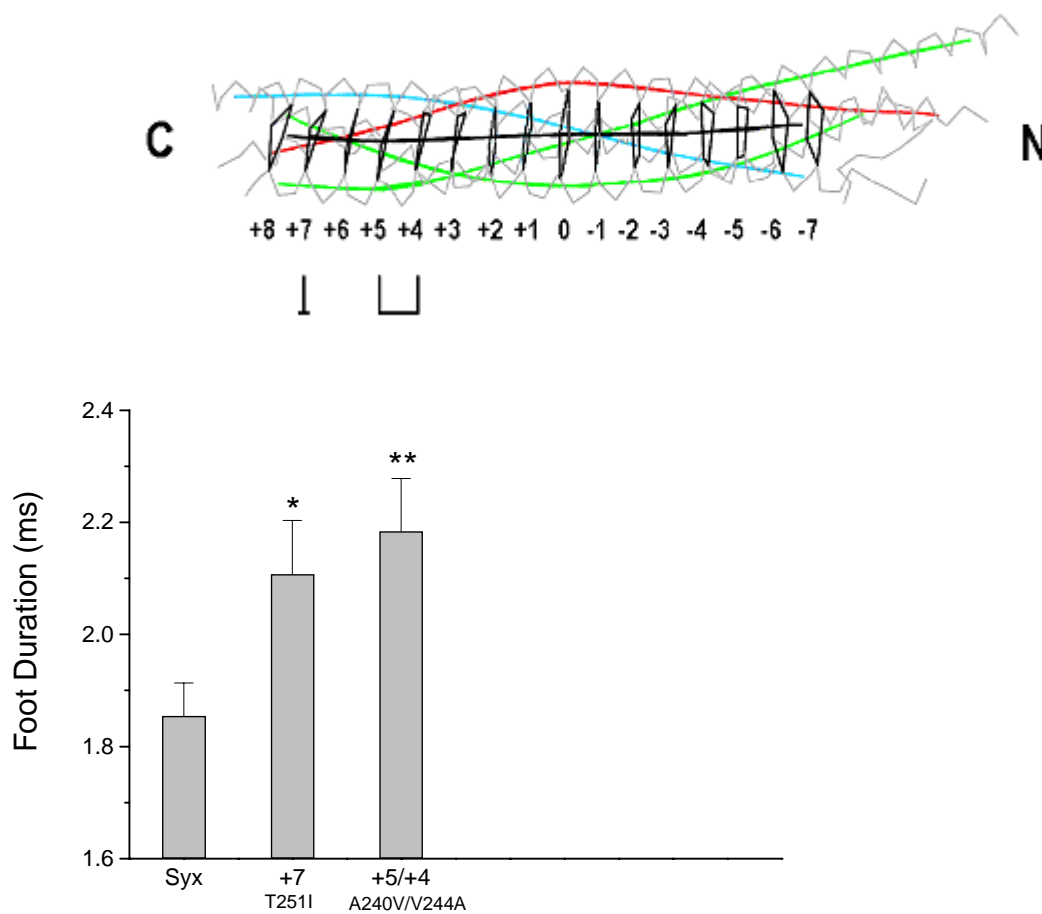 C
N
+8 +7 +6 +5 +4 +3 +2 +1 0 -1 -2 -3 -4 -5 -6 -7
Foot Duration (ms)
2.4
2.2
2.0
1.8
1.6
*
**
Syx +7 +5/+4
T251I A240V/V244A